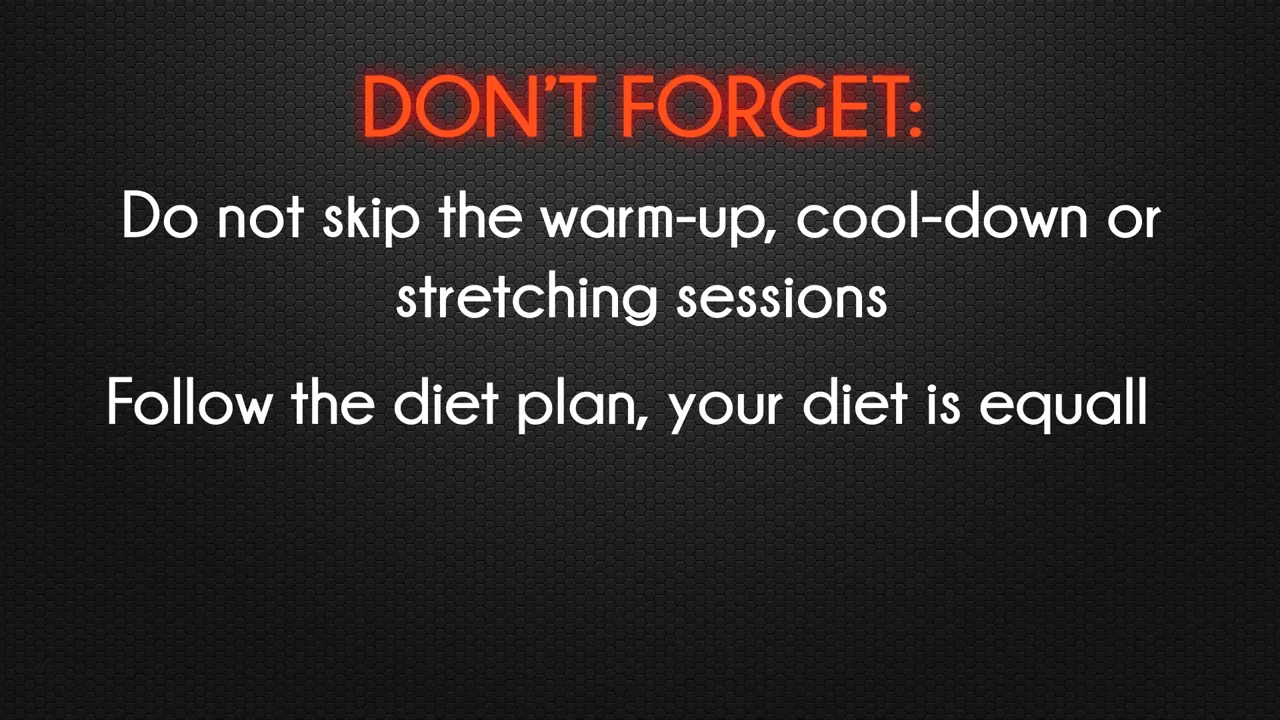 DON'T FORGET:
Do not skip the warm-up, cool-down or
stretching sessions
Follow the diet plan, your diet is equall